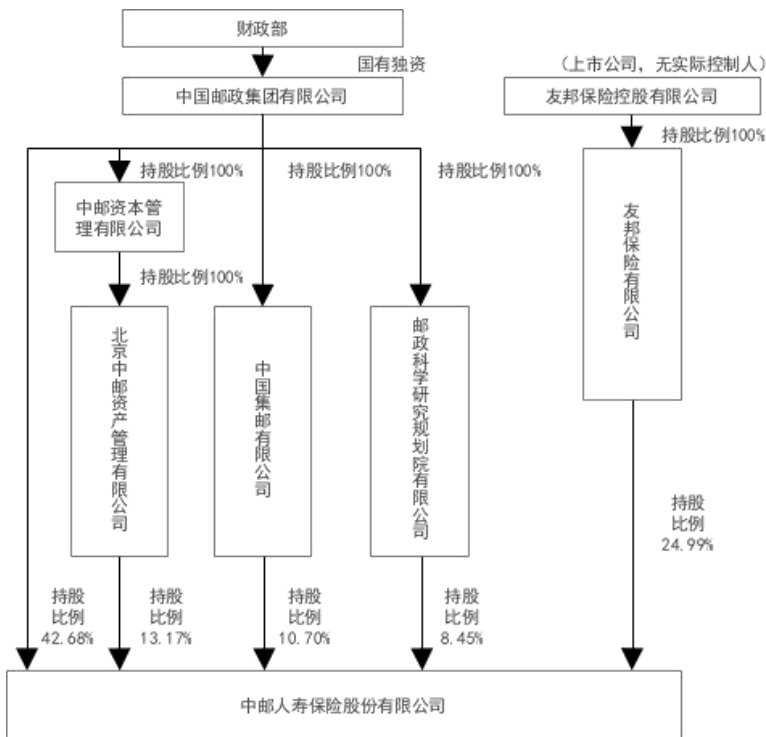 财政部
国有独资
（上市公司，无实际控制人）
中国邮政集团有限公司
友邦保险控股有限公司
持股比例100%
持股比例100%
持股比例100%
持股比例100%
中邮资本管
理有限公司
友邦保险有限公司
持股比例100%
北京中邮资产管理有限公司
中国集邮有限公司
邮政科学研究规划院有限公司
持股
比例
24.99%
持股
比例
42.68%
持股
比例
13.17%
持股
比例
10.70%
持股
比例
8.45%
中邮人寿保险股份有限公司